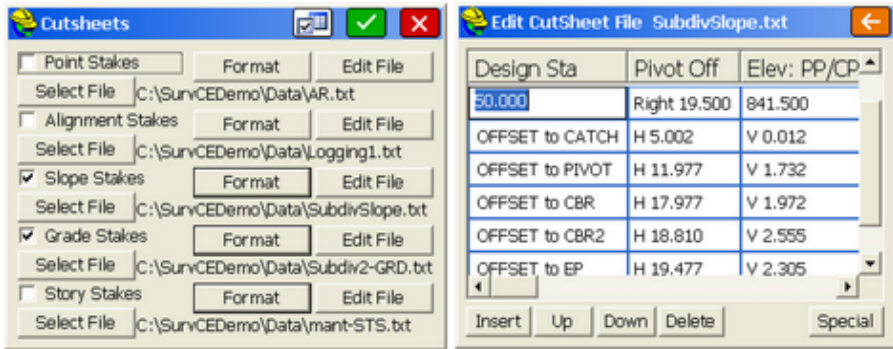 Cutsheets
Point Stakes Format Edit File
Select File C:\SurvCEDemo\Data\AR.txt
Alignment Stakes Format Edit File
Select File C:\SurvCEDemo\Data\Logging1.txt
Slope Stakes Format Edit File
Select File C:\SurvCEDemo\Data\SubdivSlope.txt
Grade Stakes Format Edit File
Select File C:\SurvCEDemo\Data\Subdiv2-GRD.txt
Story Stakes Format Edit File
Select File C:\SurvCEDemo\Data\mant-STS.txt
Edit CutSheet File SubdivSlope.txt
Design Sta Pivot Off Elev: PP/CP
50.000 Right 19.500 841.500
OFFSET to CATCH H 5.002 V 0.012
OFFSET to PIVOT H 11.977 V 1.732
OFFSET to CBR H 17.977 V 1.972
OFFSET to CBR2 H 18.810 V 2.555
OFFSET to EP H 19.477 V 2.305
Insert Up Down Delete Special